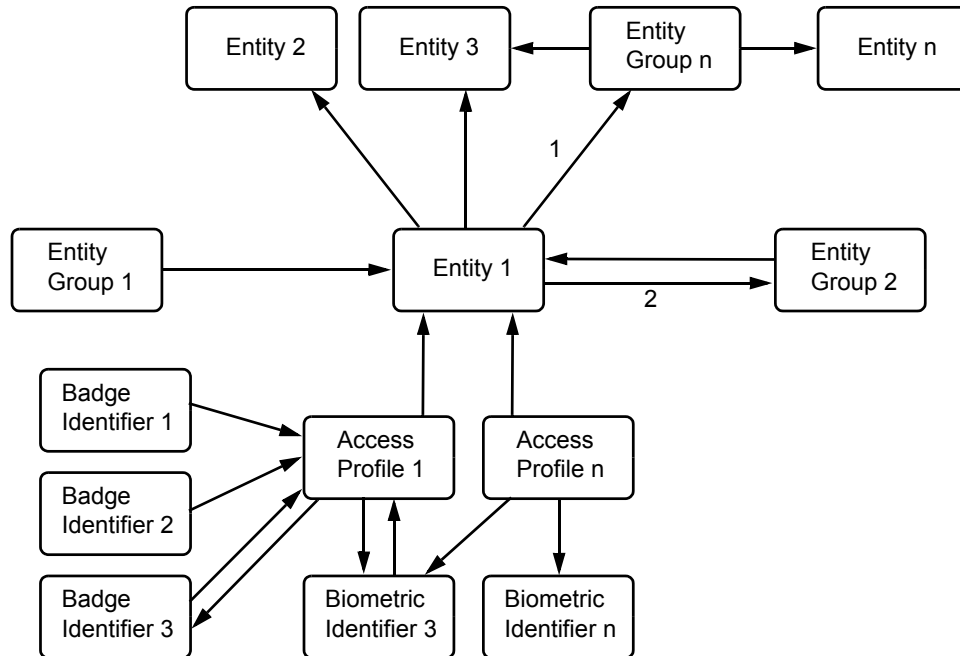 Entity 2
Entity 3
Entity
Group n
Entity n
1
Entity
Group 1
Entity 1
2
Entity
Group 2
Badge
Identifier 1
Access
Profile 1
Access
Profile n
Badge
Identifier 2
Badge
Identifier 3
Biometric
Identifier 3
Biometric
Identifier n